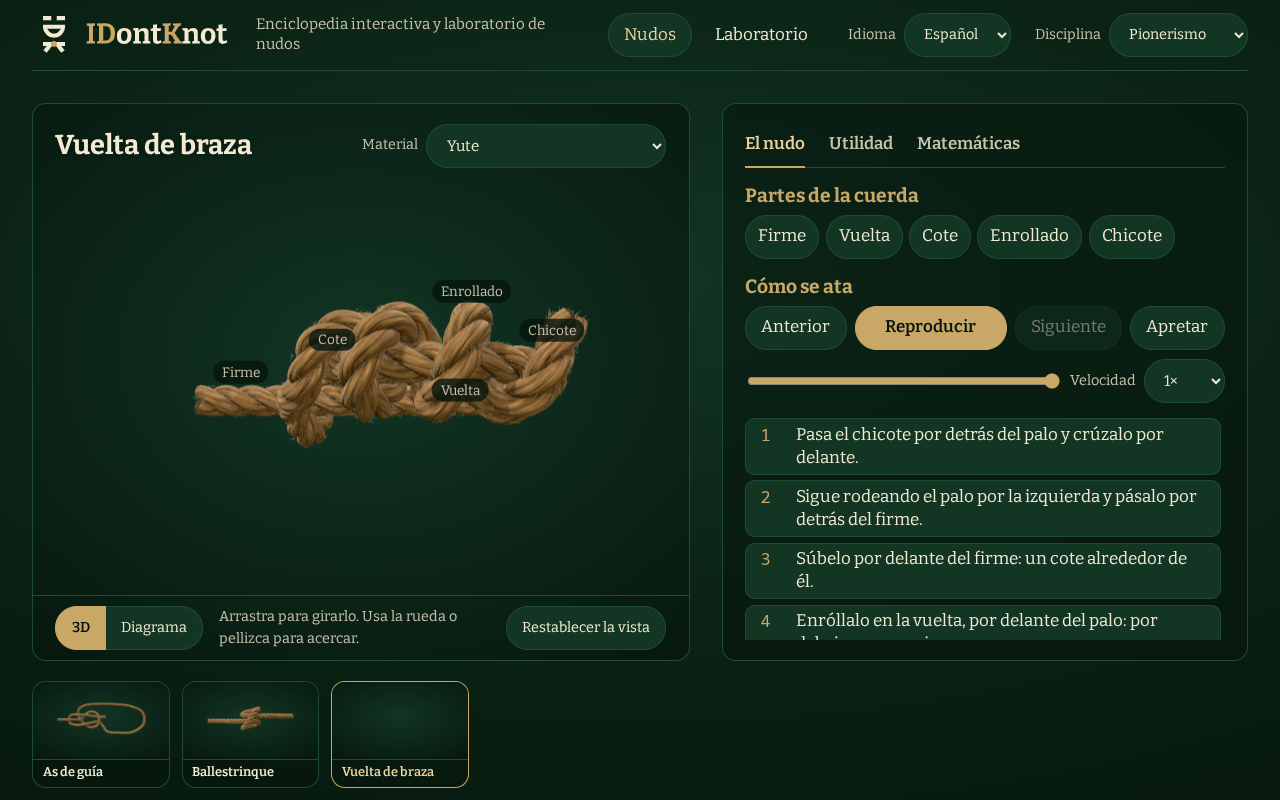 IDontKnot
Enciclopedia interactiva y laboratorio de
nudos
Nudos
Laboratorio
Idioma
Español
Disciplina
Pionerismo
Vuelta de braza
Material
Yute
Enrollado
Chicote
Cote
Firme
Vuelta
3D
Diagrama
Arrastra para girarlo. Usa la rueda o
pellizca para acercar.
Restablecer la vista
El nudo
Utilidad
Matemáticas
Partes de la cuerda
Firme
Vuelta
Cote
Enrollado
Chicote
Cómo se ata
Anterior
Reproducir
Siguiente
Apretar
Velocidad
1×
1 Pasa el chicote por detrás del palo y crúzalo por
delante.
2 Sigue rodeando el palo por la izquierda y pásalo por
detrás del firme.
3 Súbelo por delante del firme: un cote alrededor de
él.
4 Enróllalo en la vuelta, por delante del palo: por
As de guía
Ballestrinque
Vuelta de braza